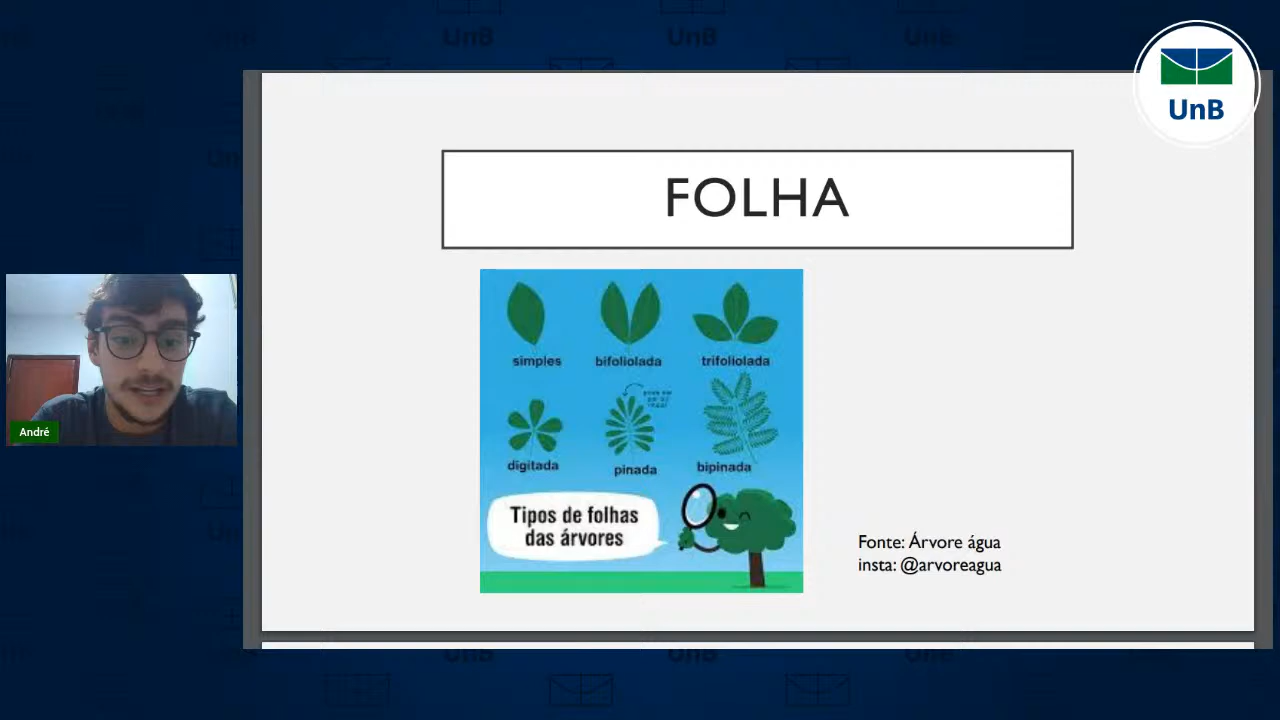 UnB
FOLHA
simples
bifoliolada
trifoliolada
digitada
pinada
bipinada
Tipos de folhas
das árvores
Fonte: Árvore água
insta: @arvoreagua
André